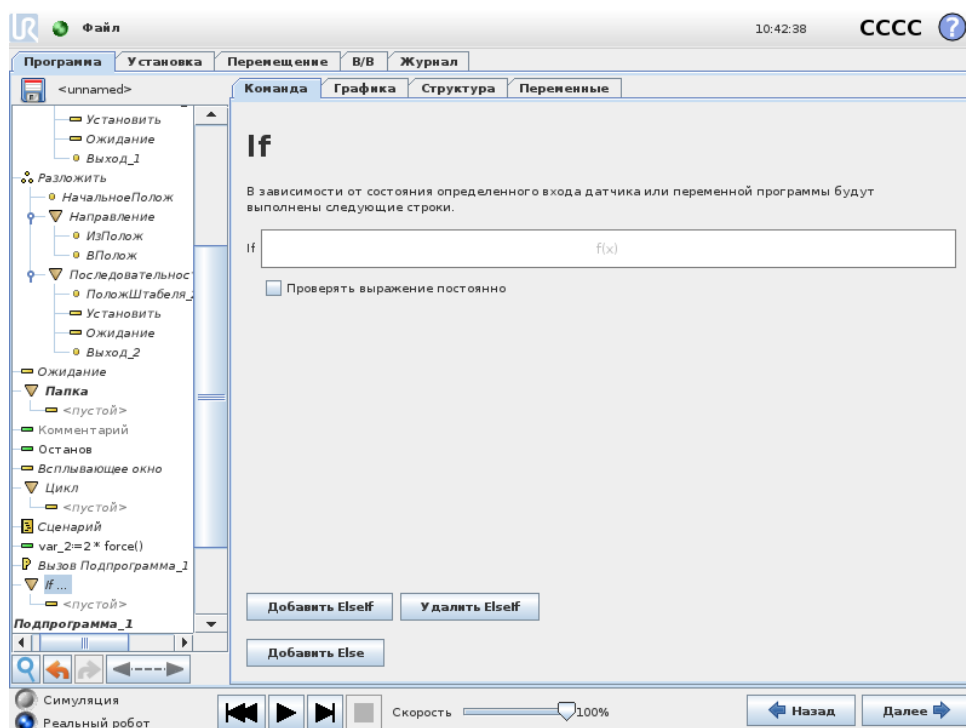 UR Файл 10:42:38 CCCC ?
Программа Установка Перемещение В/В Журнал
<unnamed> Команда Графика Структура Переменные
Установить
Ожидание
Выход_1
Разложить
НачальноеПолож
Направление
ИзПолож
ВПолож
Последовательнос
ПоложШтабеля_2
Установить
Ожидание
Выход_2
Ожидание
Папка
<пустой>
Комментарий
Останов
Всплывающее окно
Цикл
<пустой>
Сценарий
var_2:=2 * force()
P Вызов Подпрограмма_1
If ...
<пустой>
Подпрограмма_1
If
В зависимости от состояния определенного входа датчика или переменной программы будут
выполнены следующие строки.
If f(x)
Проверять выражение постоянно
Добавить ElseIf Удалить ElseIf
Добавить Else
Симуляция
Реальный робот
Скорость 100% Назад Далее